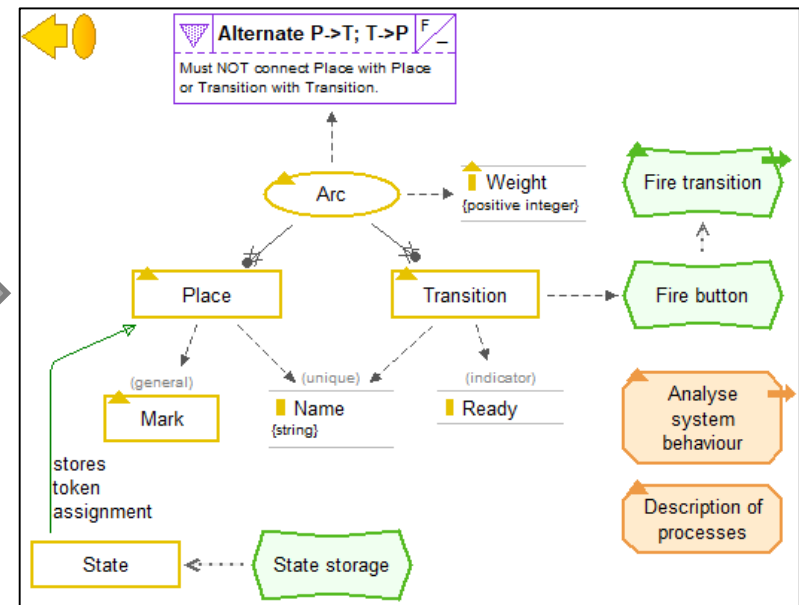 Alternate P->T; T->P
F
Must NOT connect Place with Place
or Transition with Transition.
Arc
Weight
{positive integer}
Fire transition
Place
Transition
Fire button
(general)
(unique)
(indicator)
Mark
Name
{string}
Ready
Analyse
system
behaviour
stores
token
assignment
Description of
processes
State
State storage